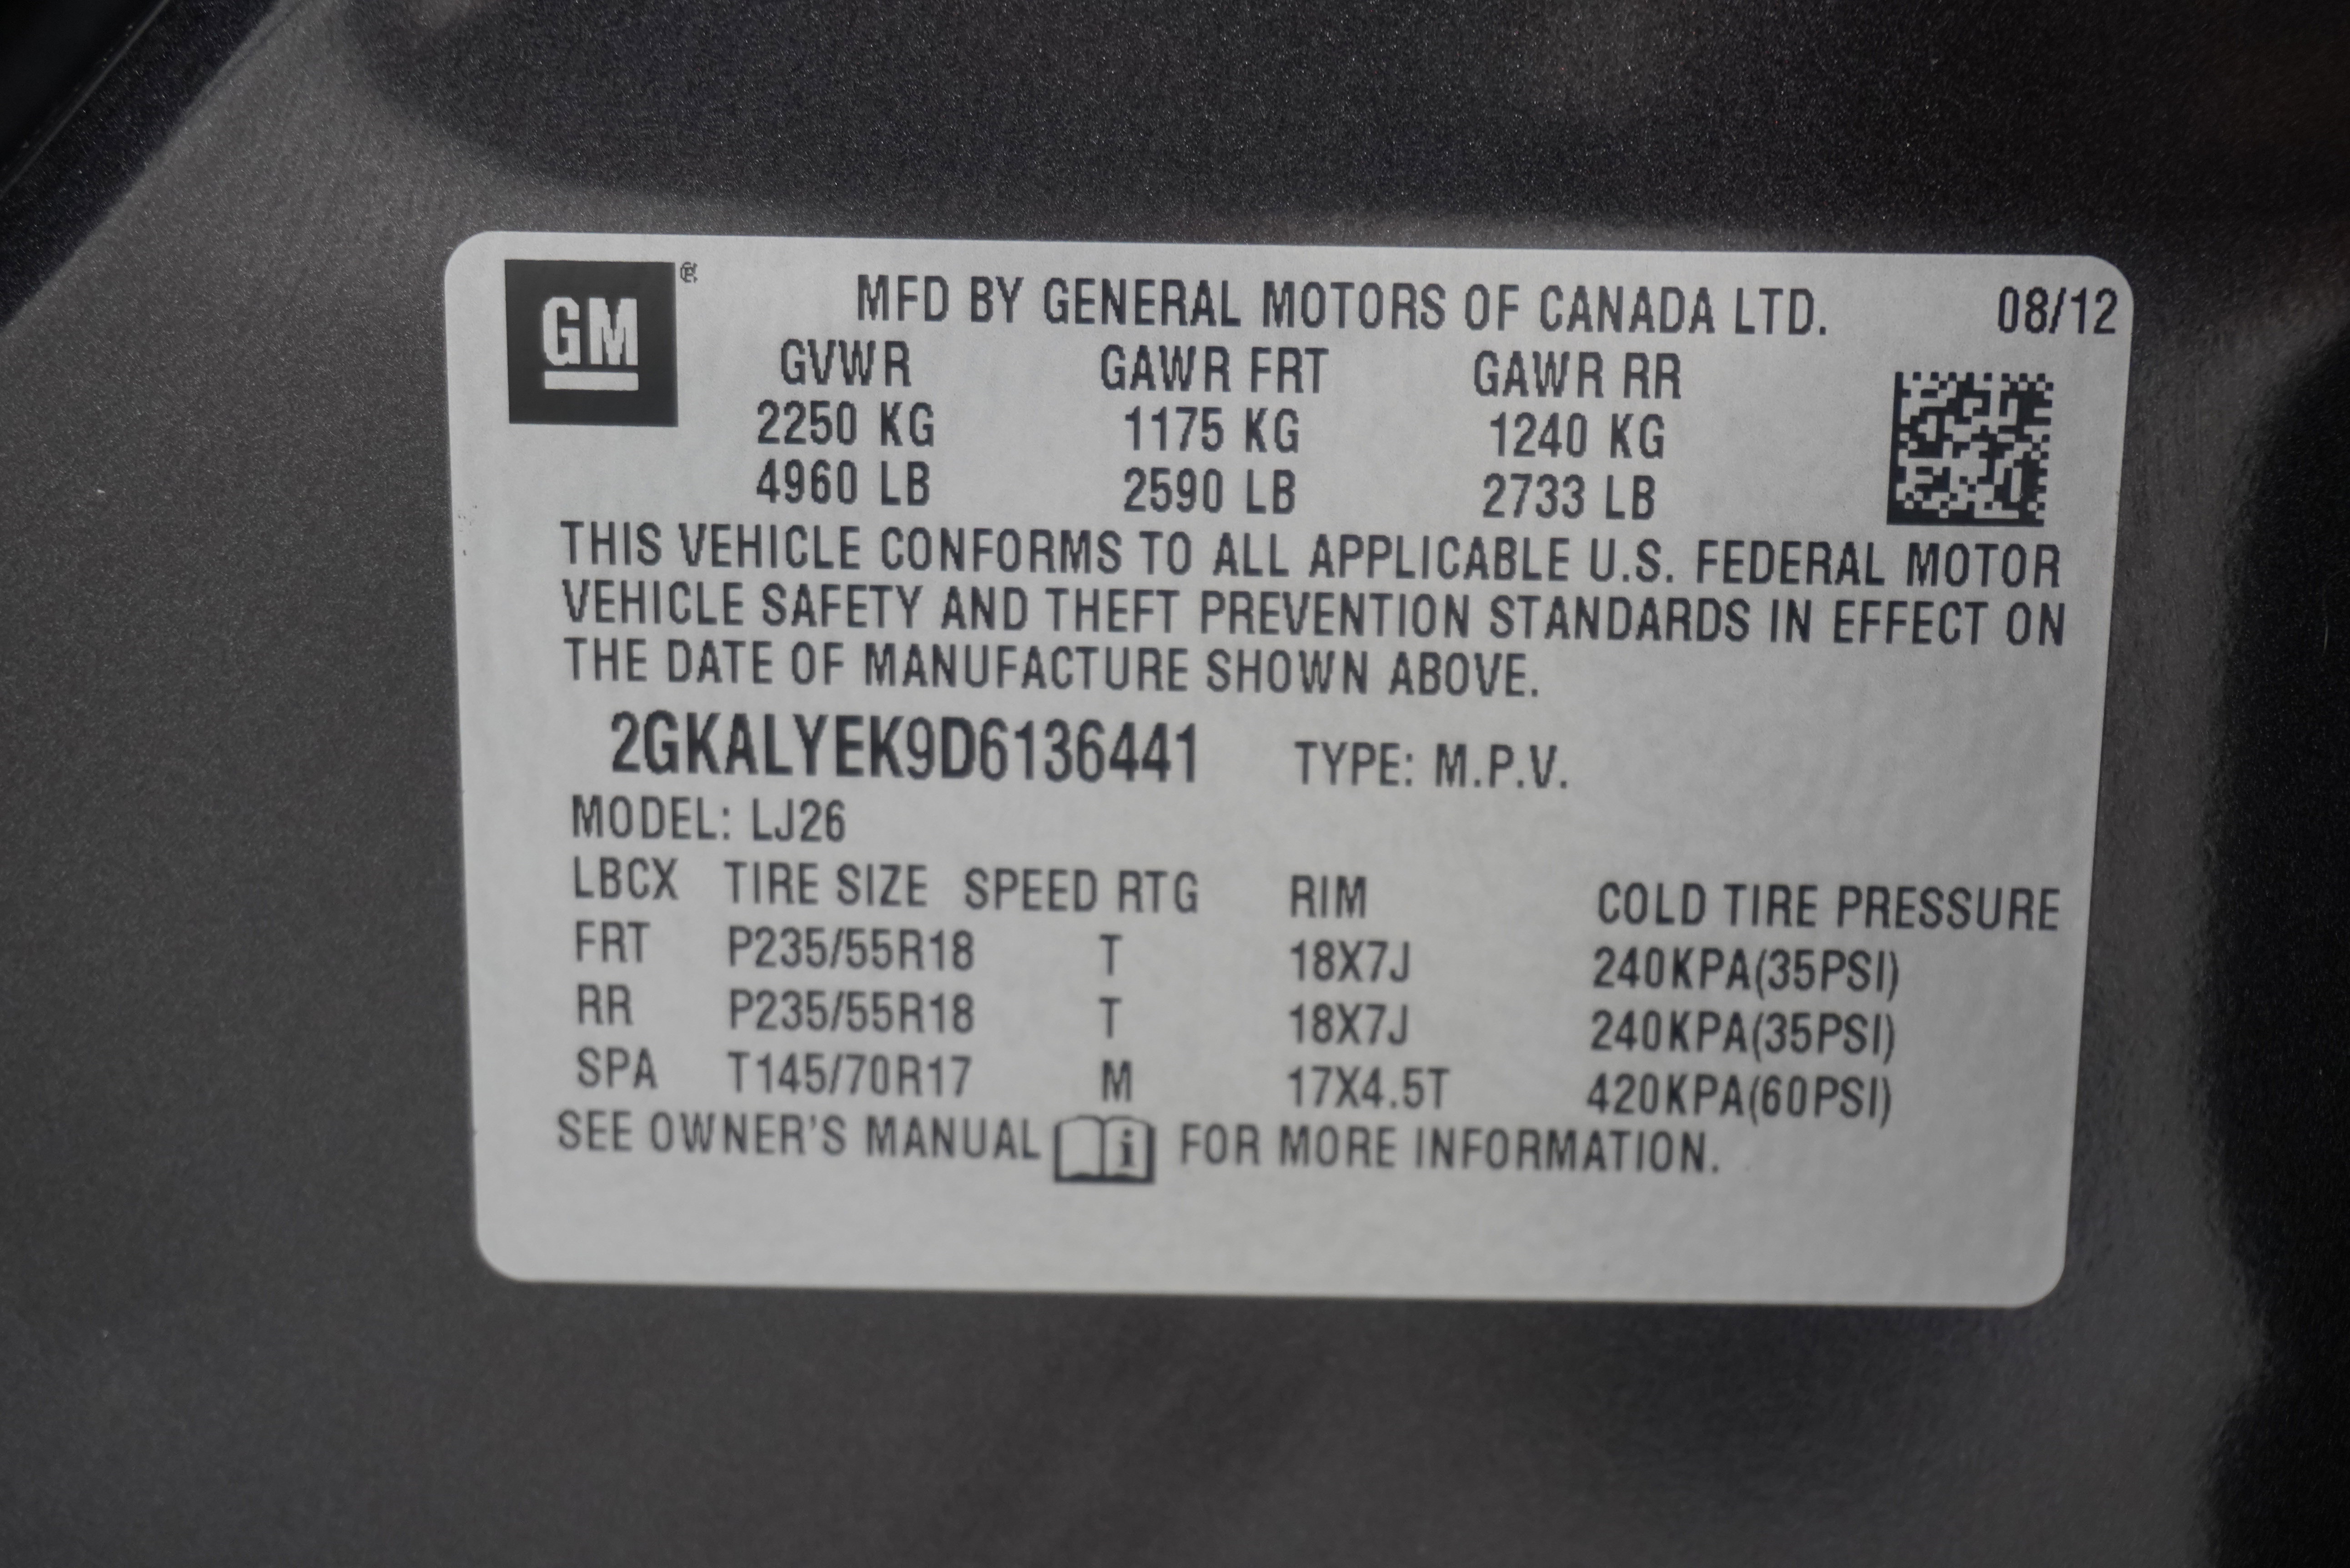 GM ®
MFD BY GENERAL MOTORS OF CANADA LTD. 08/12
GVWR GAWR FRT GAWR RR
2250 KG 1175 KG 1240 KG
4960 LB 2590 LB 2733 LB
THIS VEHICLE CONFORMS TO ALL APPLICABLE U.S. FEDERAL MOTOR
VEHICLE SAFETY AND THEFT PREVENTION STANDARDS IN EFFECT ON
THE DATE OF MANUFACTURE SHOWN ABOVE.
2GKALYEK9D6136441 TYPE: M.P.V.
MODEL: LJ26
LBCX TIRE SIZE SPEED RTG RIM COLD TIRE PRESSURE
FRT P235/55R18 T 18X7J 240KPA(35PSI)
RR P235/55R18 T 18X7J 240KPA(35PSI)
SPA T145/70R17 M 17X4.5T 420KPA(60PSI)
SEE OWNER'S MANUAL i FOR MORE INFORMATION.